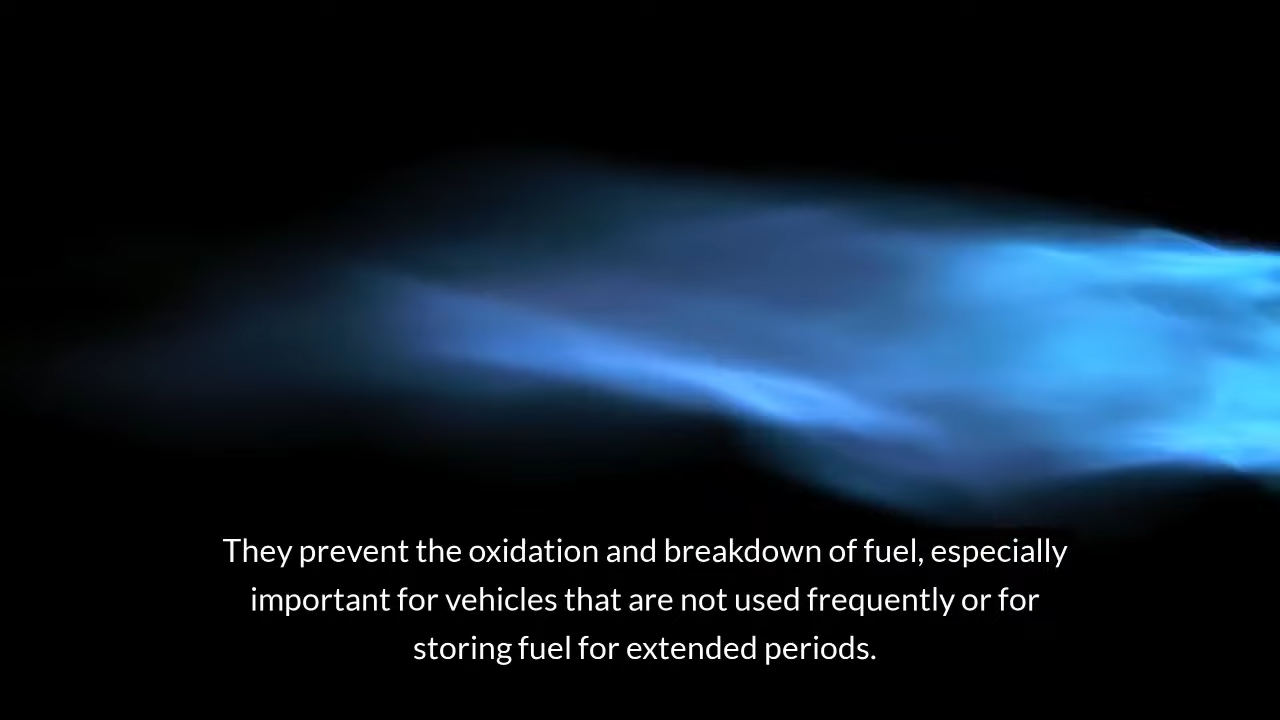 They prevent the oxidation and breakdown of fuel, especially
important for vehicles that are not used frequently or for
storing fuel for extended periods.